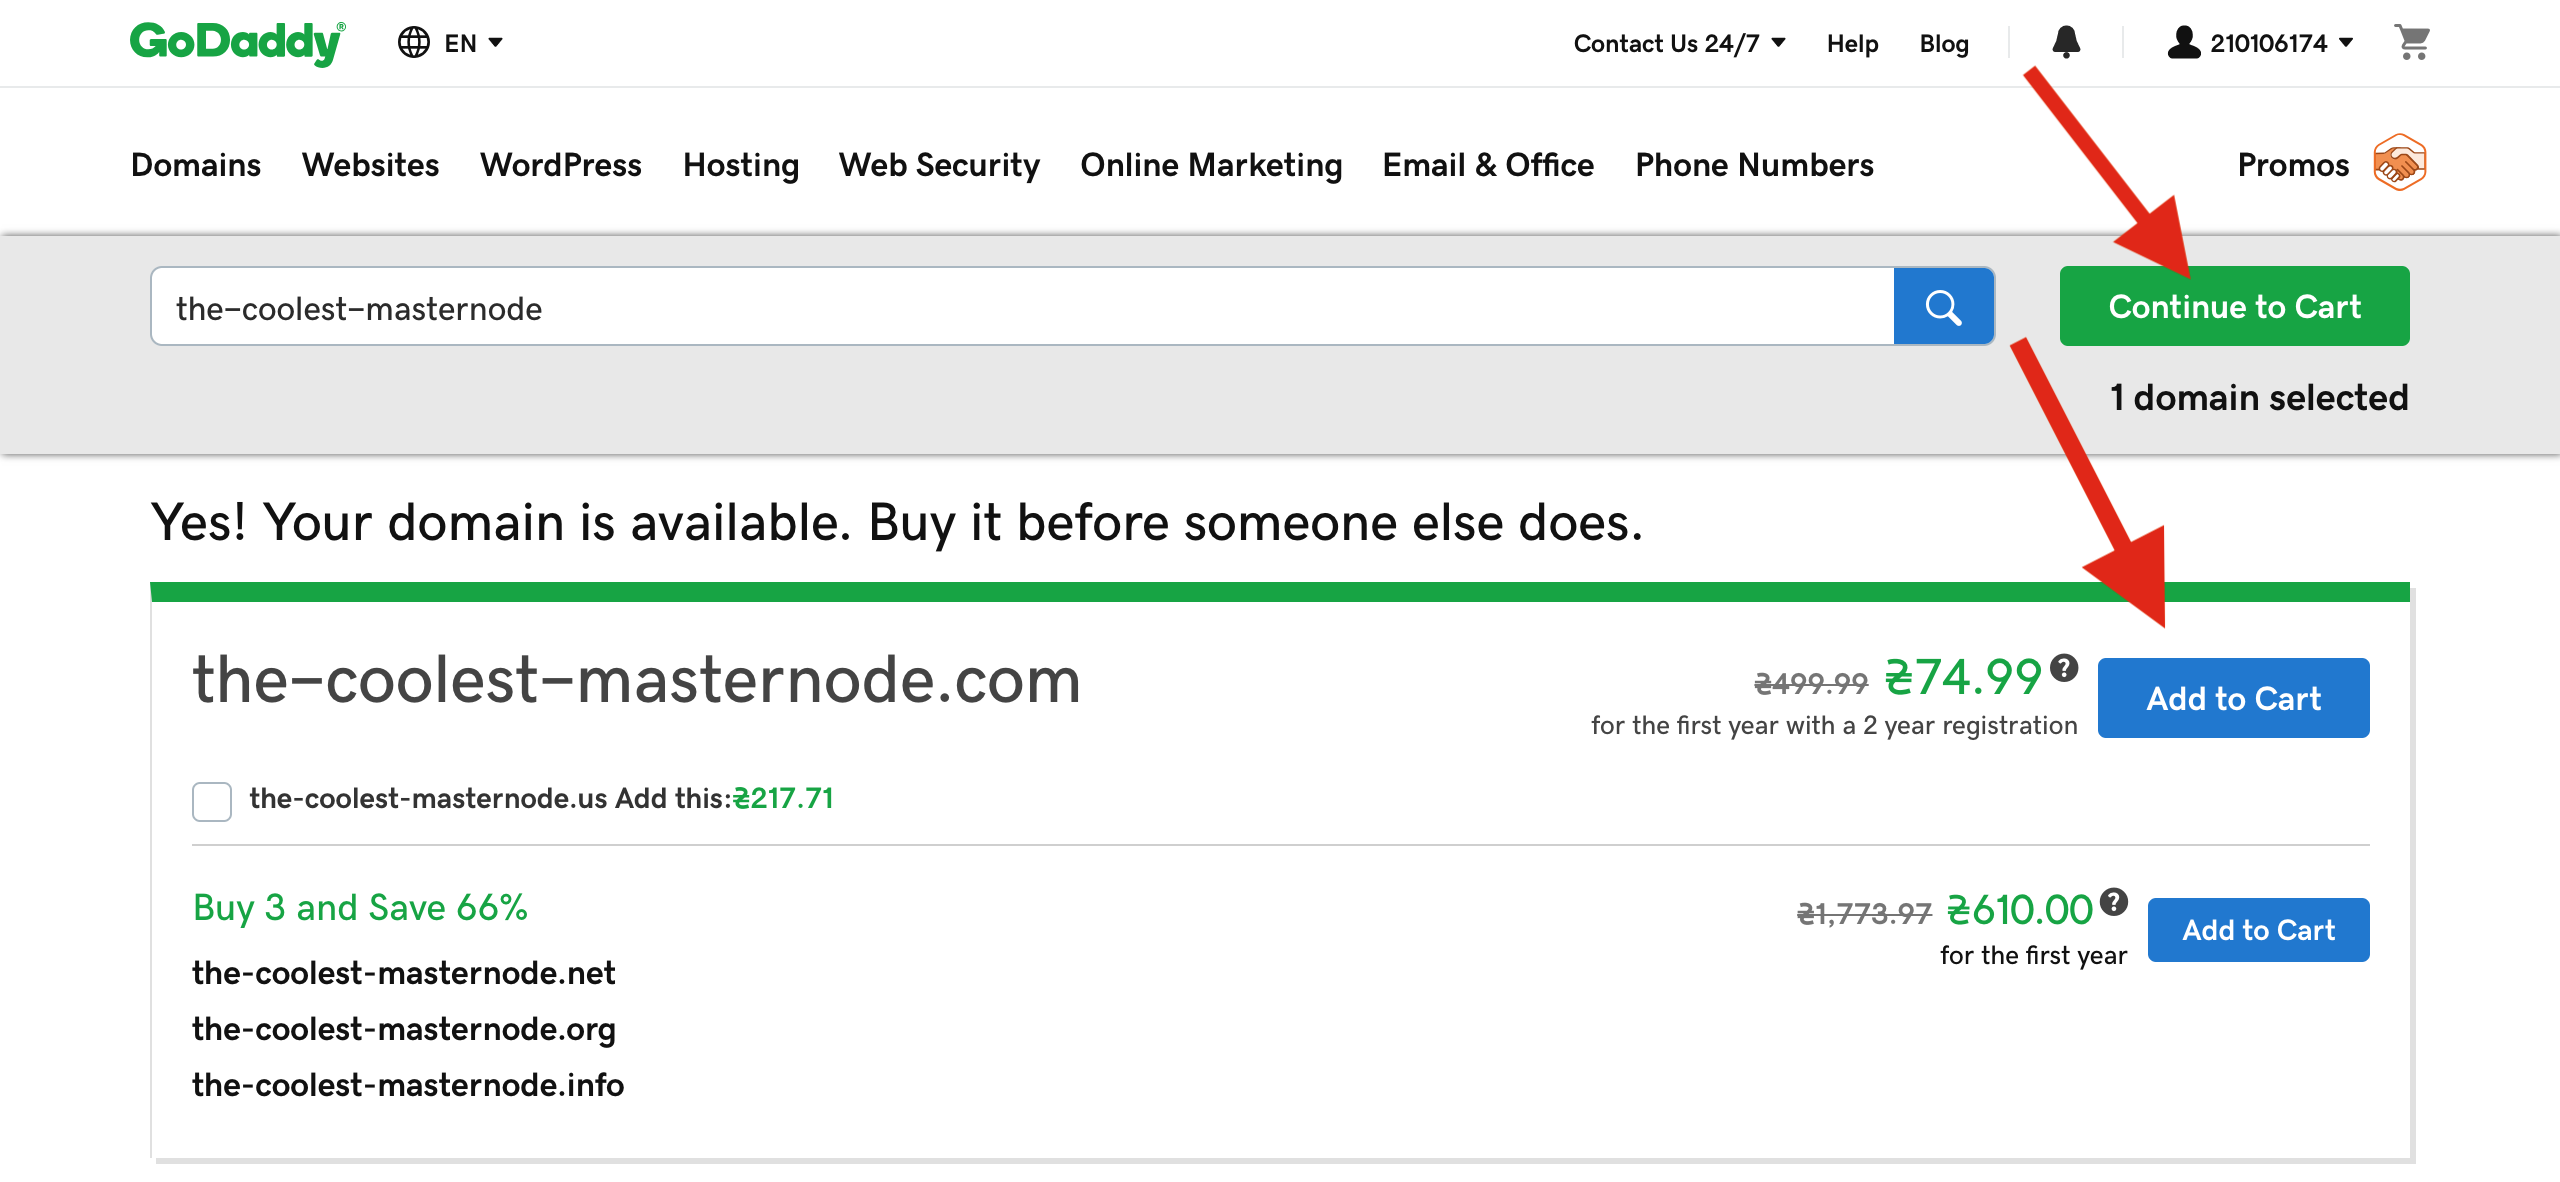 GoDaddy® EN Contact Us 24/7 Help Blog 210106174
Domains Websites WordPress Hosting Web Security Online Marketing Email & Office Phone Numbers Promos
the-coolest-masternode Continue to Cart
1 domain selected
Yes! Your domain is available. Buy it before someone else does.
the-coolest-masternode.com ₴499.99 ₴74.99 ? Add to Cart
for the first year with a 2 year registration
the-coolest-masternode.us Add this:₴217.71
Buy 3 and Save 66% ₴1,773.97 ₴610.00 ? Add to Cart
for the first year
the-coolest-masternode.net
the-coolest-masternode.org
the-coolest-masternode.info